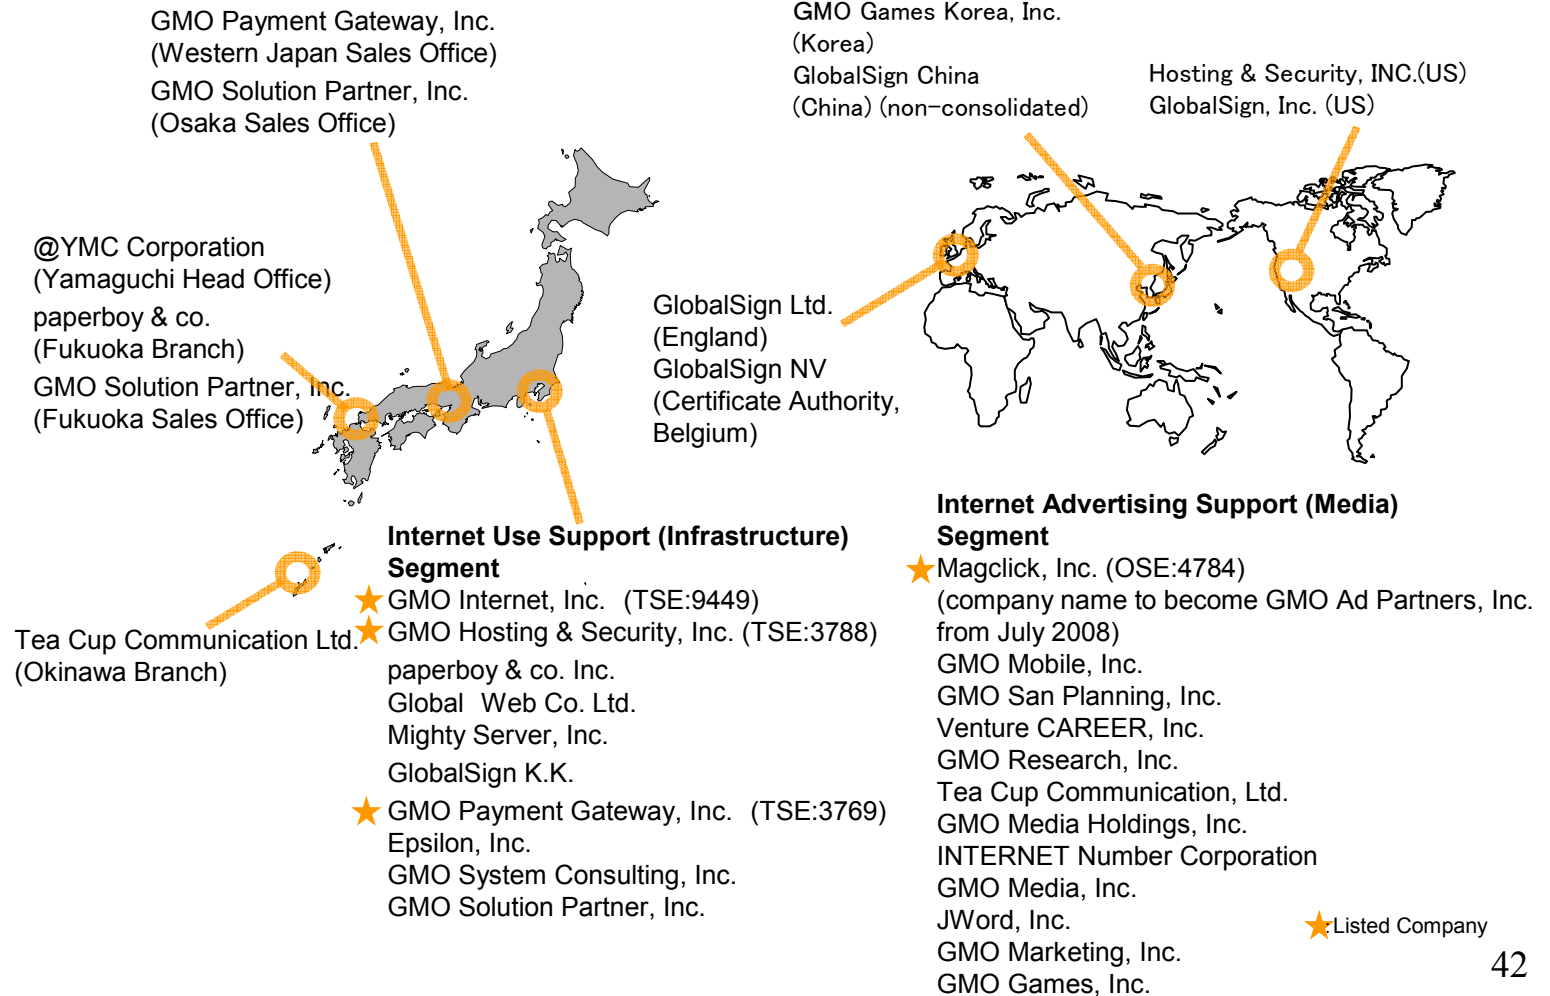 GMO Payment Gateway, Inc.
(Western Japan Sales Office)
GMO Solution Partner, Inc.
(Osaka Sales Office)
GMO Games Korea, Inc.
(Korea)
GlobalSign China
(China) (non-consolidated)
Hosting & Security, INC.(US)
GlobalSign, Inc. (US)
@YMC Corporation
(Yamaguchi Head Office)
paperboy & co.
(Fukuoka Branch)
GMO Solution Partner, Inc.
(Fukuoka Sales Office)
GlobalSign Ltd.
(England)
GlobalSign NV
(Certificate Authority,
Belgium)
Tea Cup Communication Ltd.
(Okinawa Branch)
Internet Use Support (Infrastructure)
Segment
GMO Internet, Inc. (TSE:9449)
GMO Hosting & Security, Inc. (TSE:3788)
paperboy & co. Inc.
Global Web Co. Ltd.
Mighty Server, Inc.
GlobalSign K.K.
GMO Payment Gateway, Inc. (TSE:3769)
Epsilon, Inc.
GMO System Consulting, Inc.
GMO Solution Partner, Inc.
Internet Advertising Support (Media)
Segment
Magclick, Inc. (OSE:4784)
(company name to become GMO Ad Partners, Inc.
from July 2008)
GMO Mobile, Inc.
GMO San Planning, Inc.
Venture CAREER, Inc.
GMO Research, Inc.
Tea Cup Communication, Ltd.
GMO Media Holdings, Inc.
INTERNET Number Corporation
GMO Media, Inc.
JWord, Inc.
GMO Marketing, Inc.
GMO Games, Inc.
:Listed Company
42